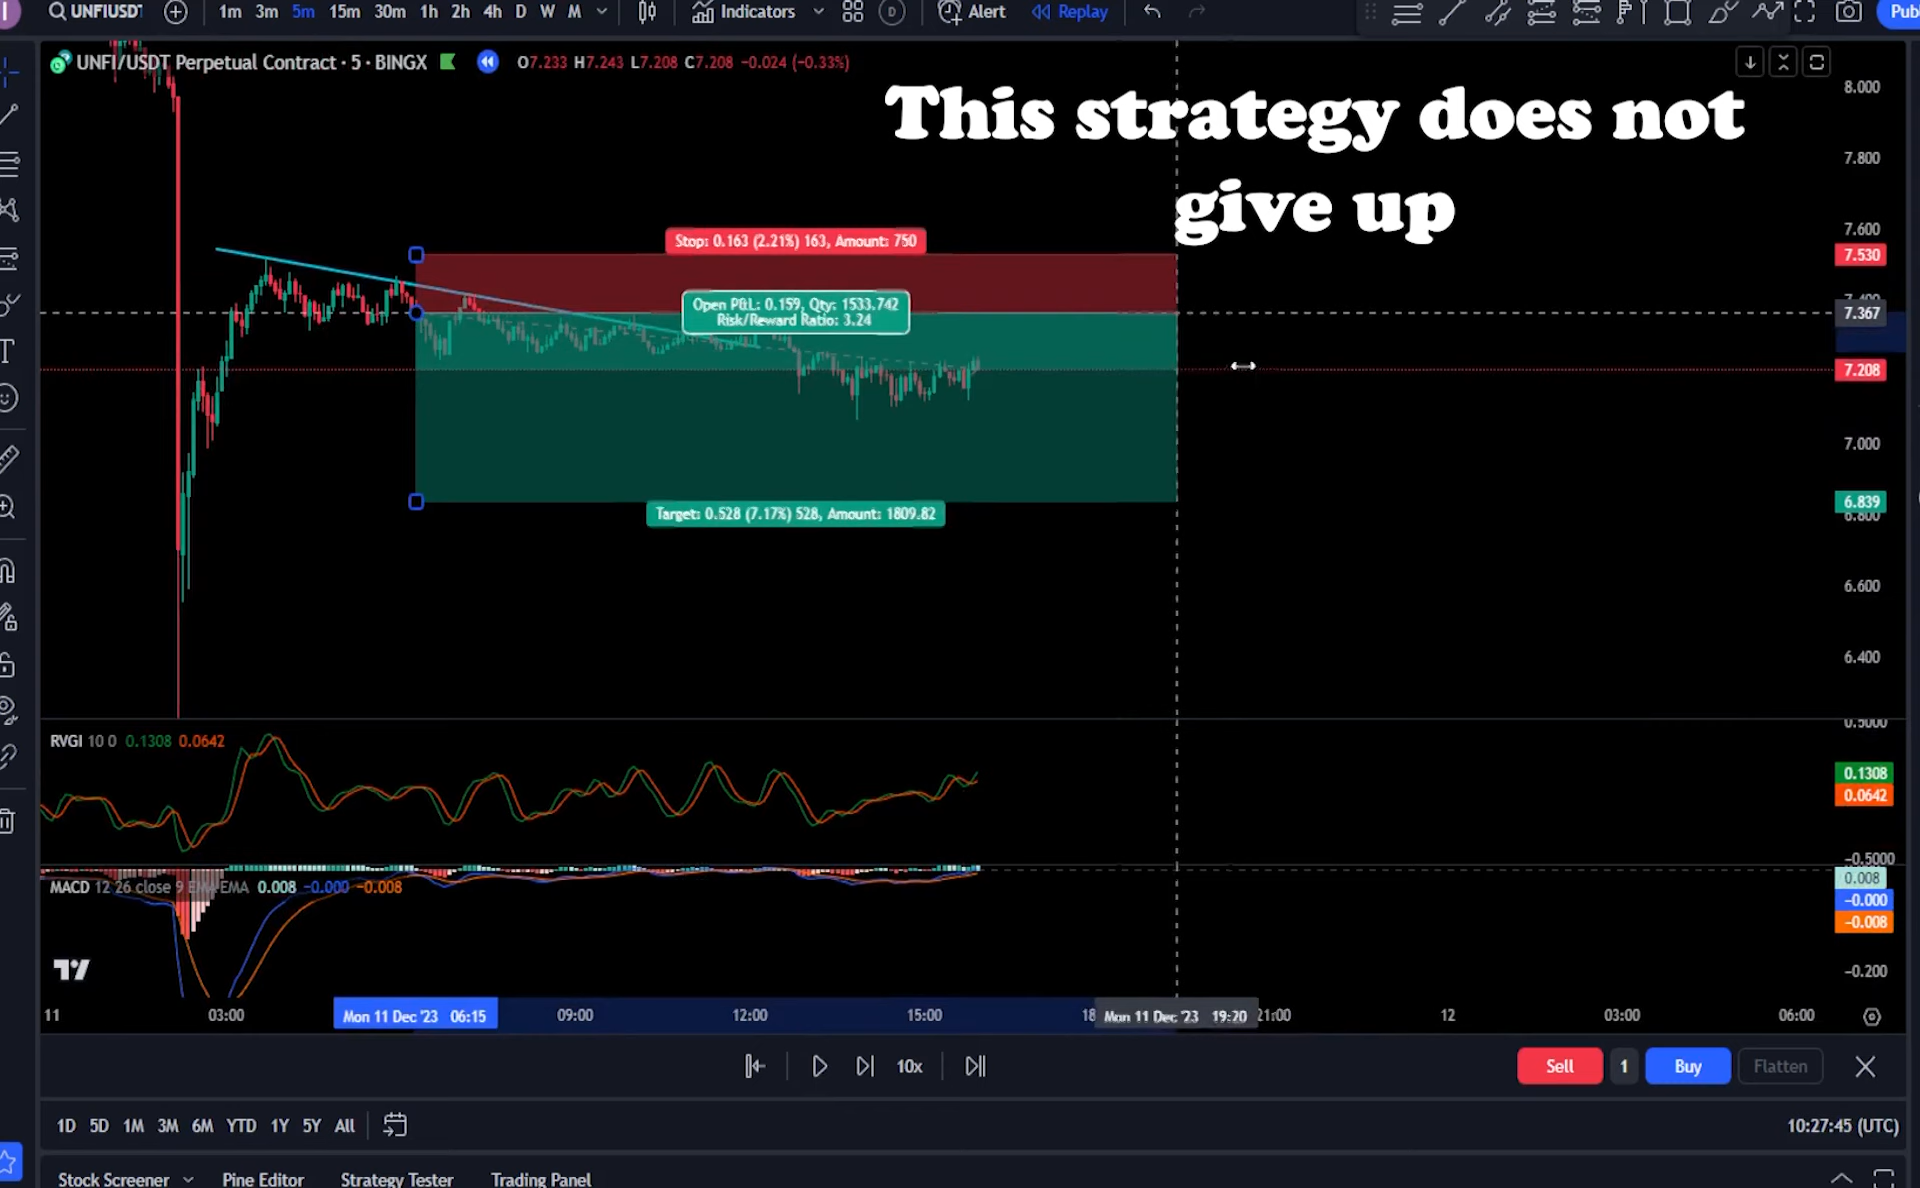 UNFIUSDT
1m 3m 5m 15m 30m 1h 2h 4h D W M
Indicators
D
Alert
Replay
Publ
UNFI/USDT Perpetual Contract · 5 · BINGX O7.233 H7.243 L7.208 C7.208 −0.024 (−0.33%)
This strategy does not
give up
8.000
7.800
7.600
7.530
7.400
7.367
7.208
7.000
6.839
6.800
6.600
6.400
Stop: 0.163 (2.21%) 163, Amount: 750
Open P&L: 0.159, Qty: 1533.742
Risk/Reward Ratio: 3.24
Target: 0.528 (7.17%) 528, Amount: 1809.82
RVGI 10 0 0.1308 0.0642
0.5000
0.1308
0.0642
−0.5000
MACD 12 26 close 9 EMA EMA 0.008 −0.000 −0.008
0.008
−0.000
−0.008
−0.200
11 03:00 Mon 11 Dec '23 06:15 09:00 12:00 15:00 18 Mon 11 Dec '23 19:20 21:00 12 03:00 06:00
10x
Sell 1 Buy Flatten
1D 5D 1M 3M 6M YTD 1Y 5Y All
10:27:45 (UTC)
Stock Screener Pine Editor Strategy Tester Trading Panel